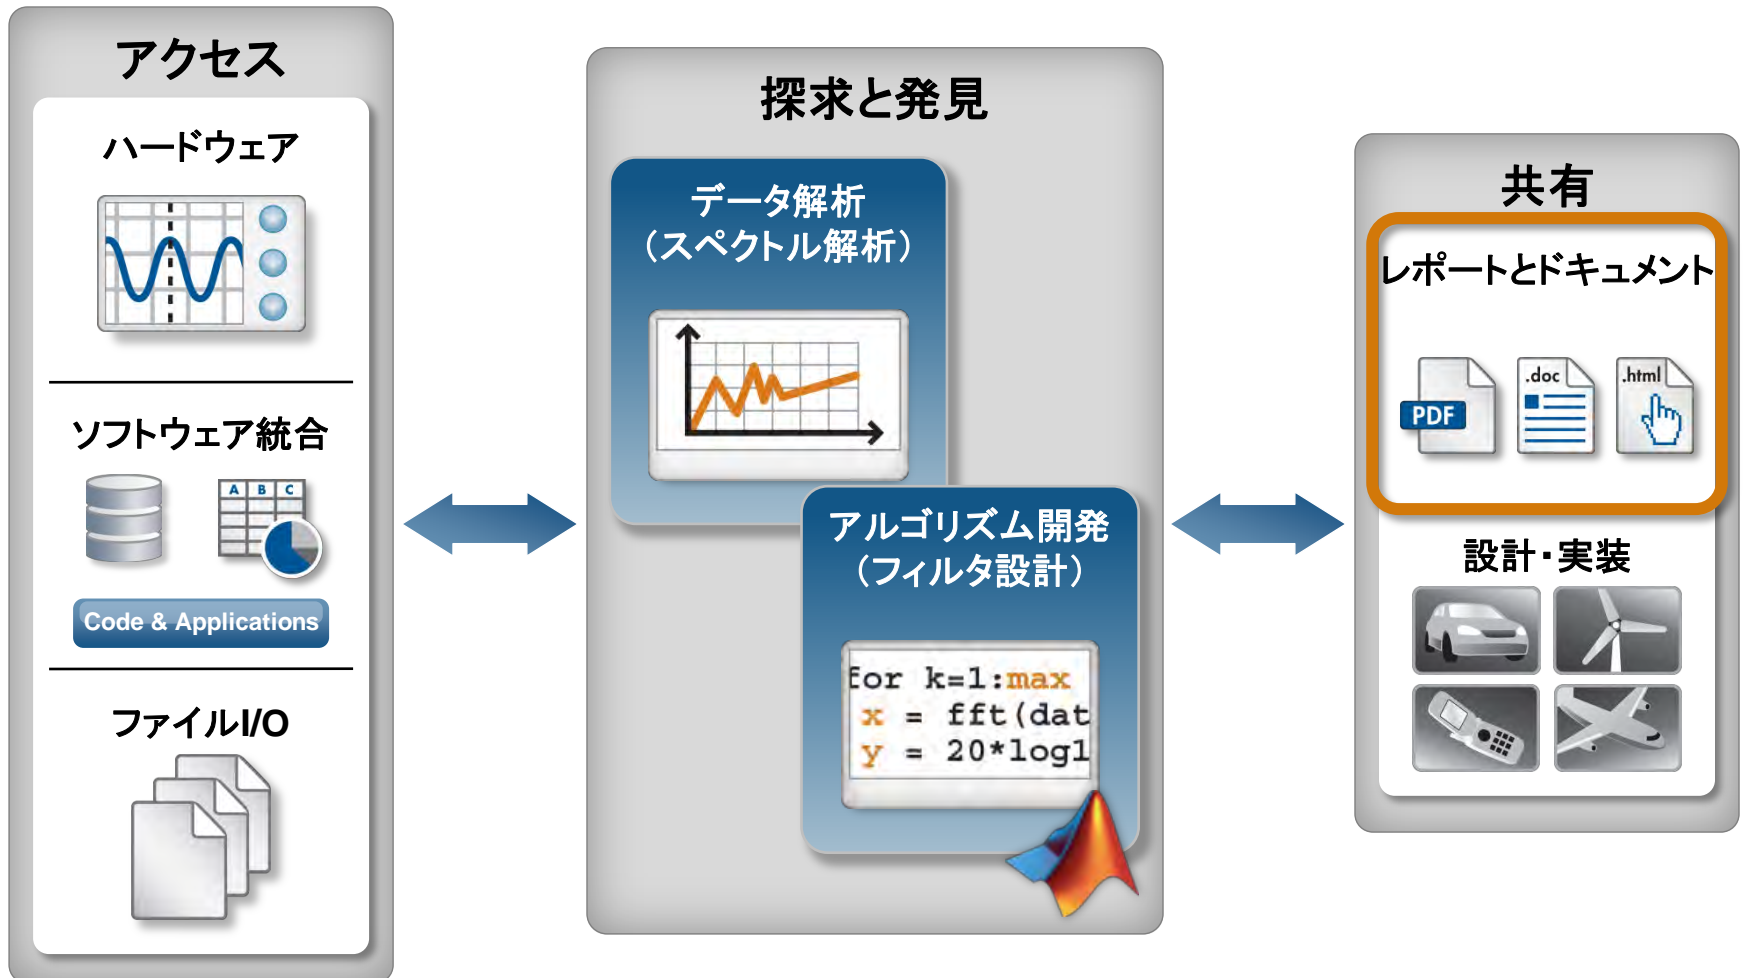 アクセス
ハードウェア
ソフトウェア統合
A B C
Code & Applications
ファイルI/O
探求と発見
データ解析
(スペクトル解析)
アルゴリズム開発
(フィルタ設計)
for k=1:max
x = fft(dat
y = 20*log1
共有
レポートとドキュメント
PDF
.doc
.html
設計・実装